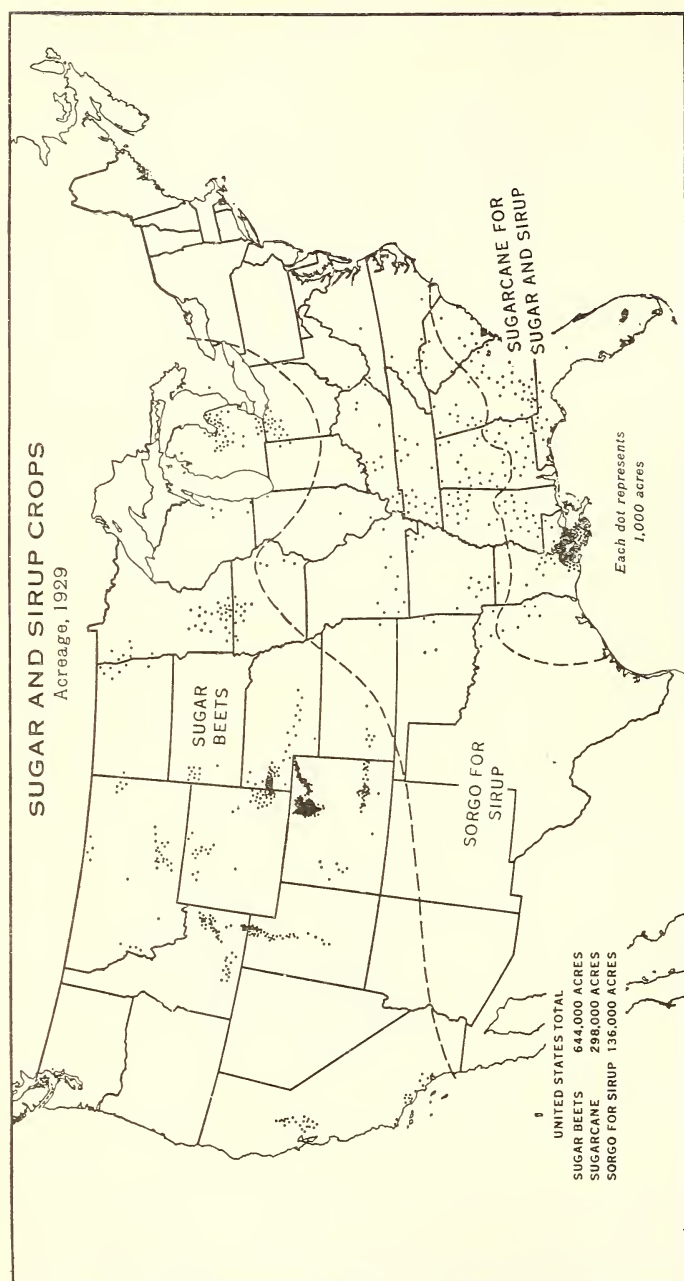 SUGAR AND SIRUP CROPS
Acreage, 1929
SUGAR
BEETS
SORGO FOR
SIRUP
SUGARCANE FOR
SUGAR AND SIRUP
Each dot represents
1,000 acres
UNITED STATES TOTAL
SUGAR BEETS 644,000 ACRES
SUGARCANE 298,000 ACRES
SORGO FOR SIRUP 136,000 ACRES